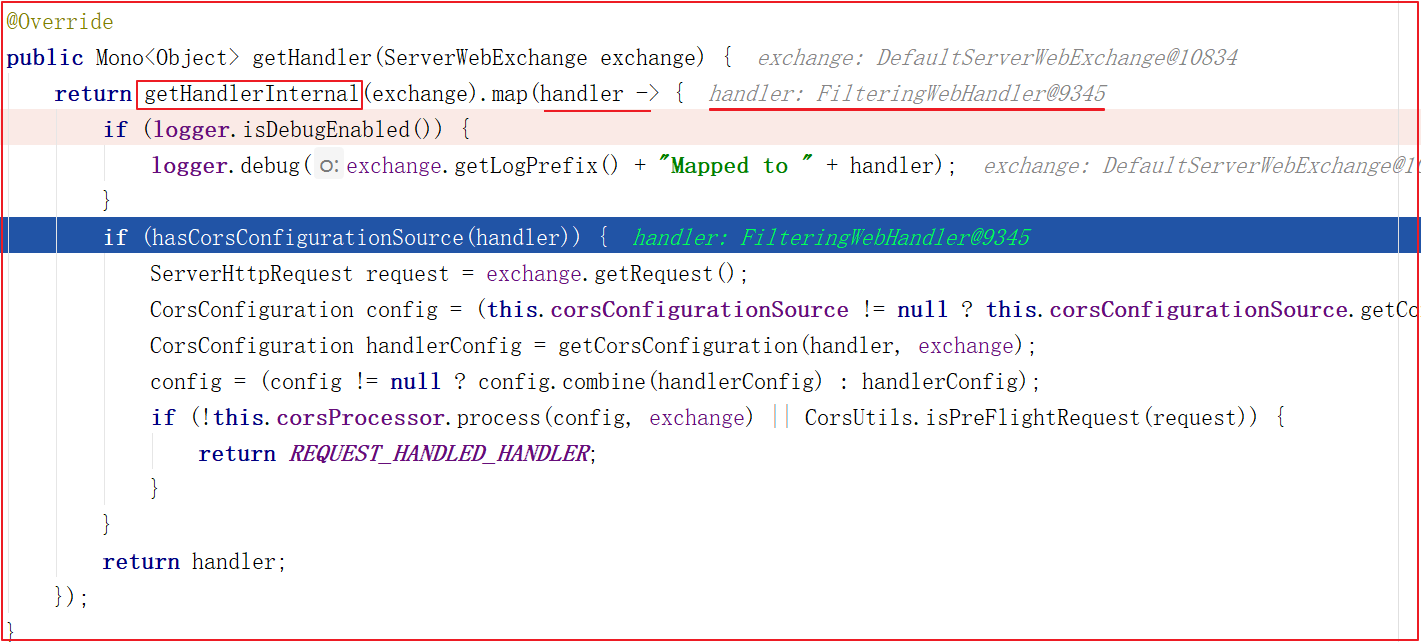 @Override
public Mono<Object> getHandler(ServerWebExchange exchange) {  exchange: DefaultServerWebExchange@10834
    return getHandlerInternal(exchange).map(handler -> {  handler: FilteringWebHandler@9345
        if (logger.isDebugEnabled()) {
            logger.debug( o: exchange.getLogPrefix() + "Mapped to " + handler);  exchange: DefaultServerWebExchange@1
        }
        if (hasCorsConfigurationSource(handler)) {  handler: FilteringWebHandler@9345
            ServerHttpRequest request = exchange.getRequest();
            CorsConfiguration config = (this.corsConfigurationSource != null ? this.corsConfigurationSource.getCo
            CorsConfiguration handlerConfig = getCorsConfiguration(handler, exchange);
            config = (config != null ? config.combine(handlerConfig) : handlerConfig);
            if (!this.corsProcessor.process(config, exchange) || CorsUtils.isPreFlightRequest(request)) {
                return REQUEST_HANDLED_HANDLER;
            }
        }
        return handler;
    });
}